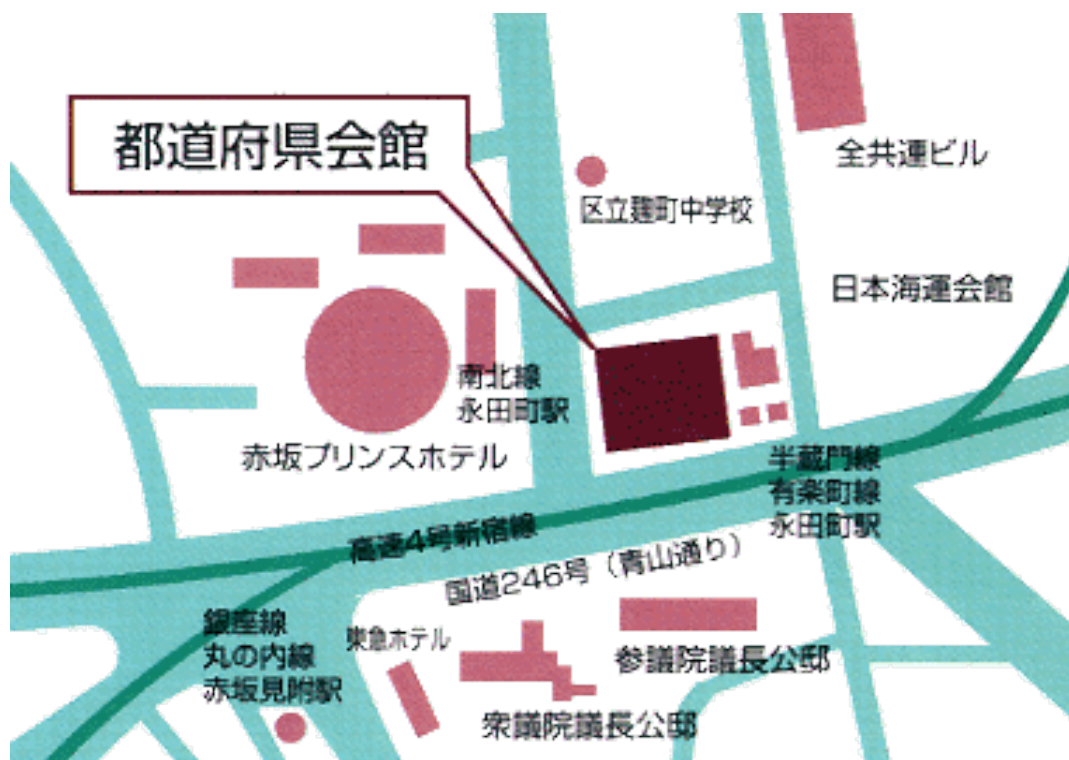 都道府県会館
全共連ビル
区立麹町中学校
日本海運会館
南北線
永田町駅
赤坂プリンスホテル
半蔵門線
有楽町線
永田町駅
高速4号新宿線
国道246号（青山通り）
銀座線
丸の内線
赤坂見附駅
東急ホテル
参議院議長公邸
衆議院議長公邸